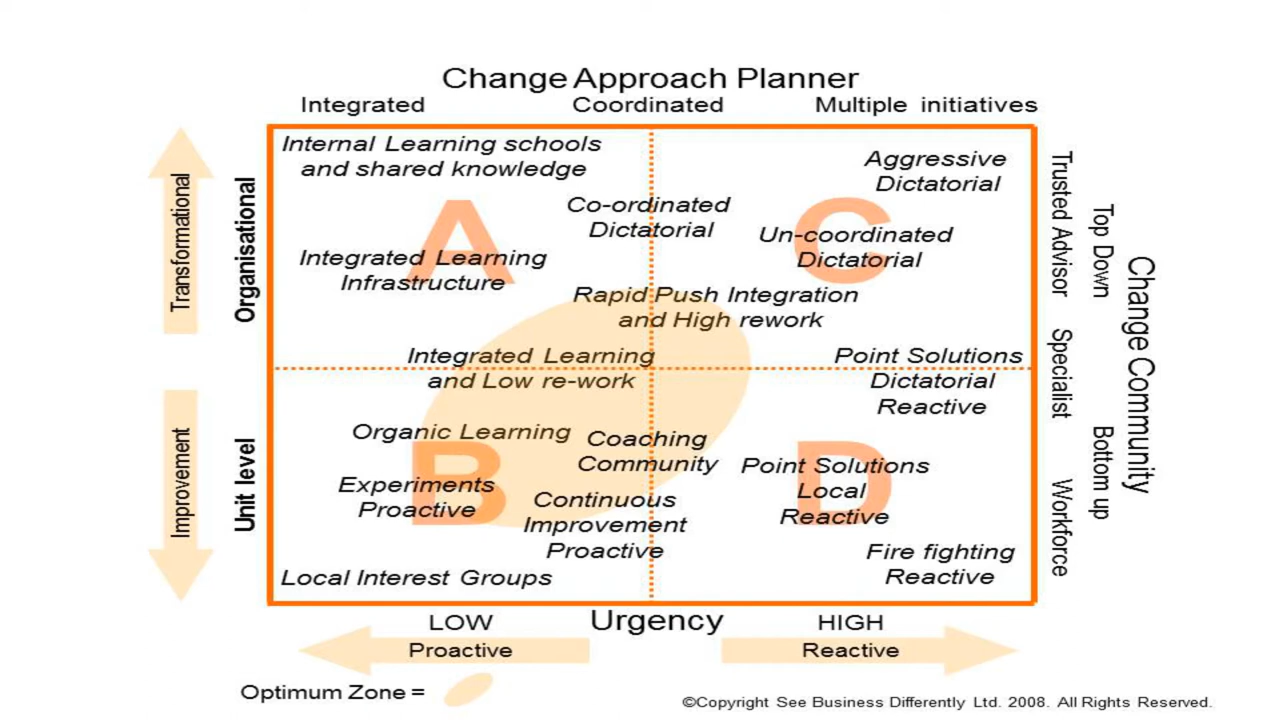 Change Approach Planner
Integrated
Coordinated
Multiple initiatives
Internal Learning schools
and shared knowledge
A
Integrated Learning
Infrastructure
Co-ordinated
Dictatorial
Aggressive
Dictatorial
C
Un-coordinated
Dictatorial
Rapid Push Integration
and High rework
Integrated Learning
and Low re-work
Point Solutions
Dictatorial
Reactive
Organic Learning
B
Experiments
Proactive
Coaching
Community
Continuous
Improvement
Proactive
Local Interest Groups
Point Solutions
Local
Reactive
D
Fire fighting
Reactive
Transformational
Improvement
Organisational
Unit level
Trusted Advisor
Specialist
Workforce
Top Down
Bottom up
Change Community
LOW
Urgency
HIGH
Proactive
Reactive
Optimum Zone =
©Copyright See Business Differently Ltd. 2008. All Rights Reserved.